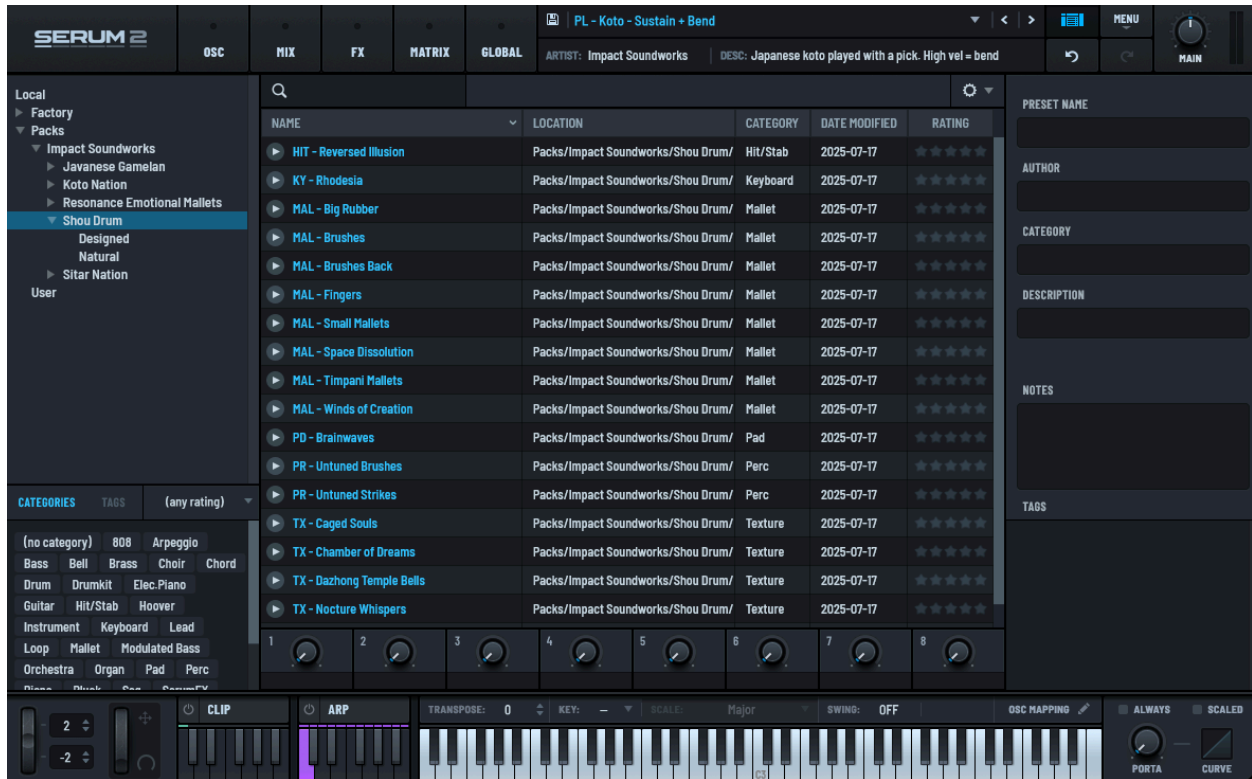 SERUM 2
OSC
MIX
FX
MATRIX
GLOBAL
PL - Koto - Sustain + Bend
ARTIST: Impact Soundworks
DESC: Japanese koto played with a pick. High vel = bend
MENU
MAIN
Local
Factory
Packs
Impact Soundworks
Javanese Gamelan
Koto Nation
Resonance Emotional Mallets
Shou Drum
Designed
Natural
Sitar Nation
User
NAME LOCATION CATEGORY DATE MODIFIED RATING
HIT - Reversed Illusion Packs/Impact Soundworks/Shou Drum/ Hit/Stab 2025-07-17
KY - Rhodesia Packs/Impact Soundworks/Shou Drum/ Keyboard 2025-07-17
MAL - Big Rubber Packs/Impact Soundworks/Shou Drum/ Mallet 2025-07-17
MAL - Brushes Packs/Impact Soundworks/Shou Drum/ Mallet 2025-07-17
MAL - Brushes Back Packs/Impact Soundworks/Shou Drum/ Mallet 2025-07-17
MAL - Fingers Packs/Impact Soundworks/Shou Drum/ Mallet 2025-07-17
MAL - Small Mallets Packs/Impact Soundworks/Shou Drum/ Mallet 2025-07-17
MAL - Space Dissolution Packs/Impact Soundworks/Shou Drum/ Mallet 2025-07-17
MAL - Timpani Mallets Packs/Impact Soundworks/Shou Drum/ Mallet 2025-07-17
MAL - Winds of Creation Packs/Impact Soundworks/Shou Drum/ Mallet 2025-07-17
PD - Brainwaves Packs/Impact Soundworks/Shou Drum/ Pad 2025-07-17
PR - Untuned Brushes Packs/Impact Soundworks/Shou Drum/ Perc 2025-07-17
PR - Untuned Strikes Packs/Impact Soundworks/Shou Drum/ Perc 2025-07-17
TX - Caged Souls Packs/Impact Soundworks/Shou Drum/ Texture 2025-07-17
TX - Chamber of Dreams Packs/Impact Soundworks/Shou Drum/ Texture 2025-07-17
TX - Dazhong Temple Bells Packs/Impact Soundworks/Shou Drum/ Texture 2025-07-17
TX - Nocture Whispers Packs/Impact Soundworks/Shou Drum/ Texture 2025-07-17
PRESET NAME
AUTHOR
CATEGORY
DESCRIPTION
NOTES
TAGS
CATEGORIES TAGS (any rating)
(no category) 808 Arpeggio
Bass Bell Brass Choir Chord
Drum Drumkit Elec.Piano
Guitar Hit/Stab Hoover
Instrument Keyboard Lead
Loop Mallet Modulated Bass
Orchestra Organ Pad Perc
1 2 3 4 5 6 7 8
2
-2
CLIP
ARP
TRANSPOSE: 0
KEY: –
SCALE: Major
SWING: OFF
OSC MAPPING
C3
ALWAYS
SCALED
PORTA
CURVE